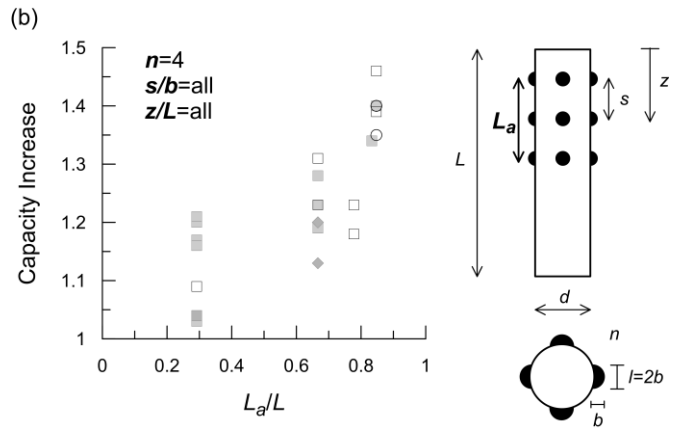 (b)
1.5
1.4
1.3
1.2
1.1
1
Capacity Increase
n=4
s/b=all
z/L=all
0 0.2 0.4 0.6 0.8 1
Lₐ/L
z
s
Lₐ
L
d
n
l=2b
b